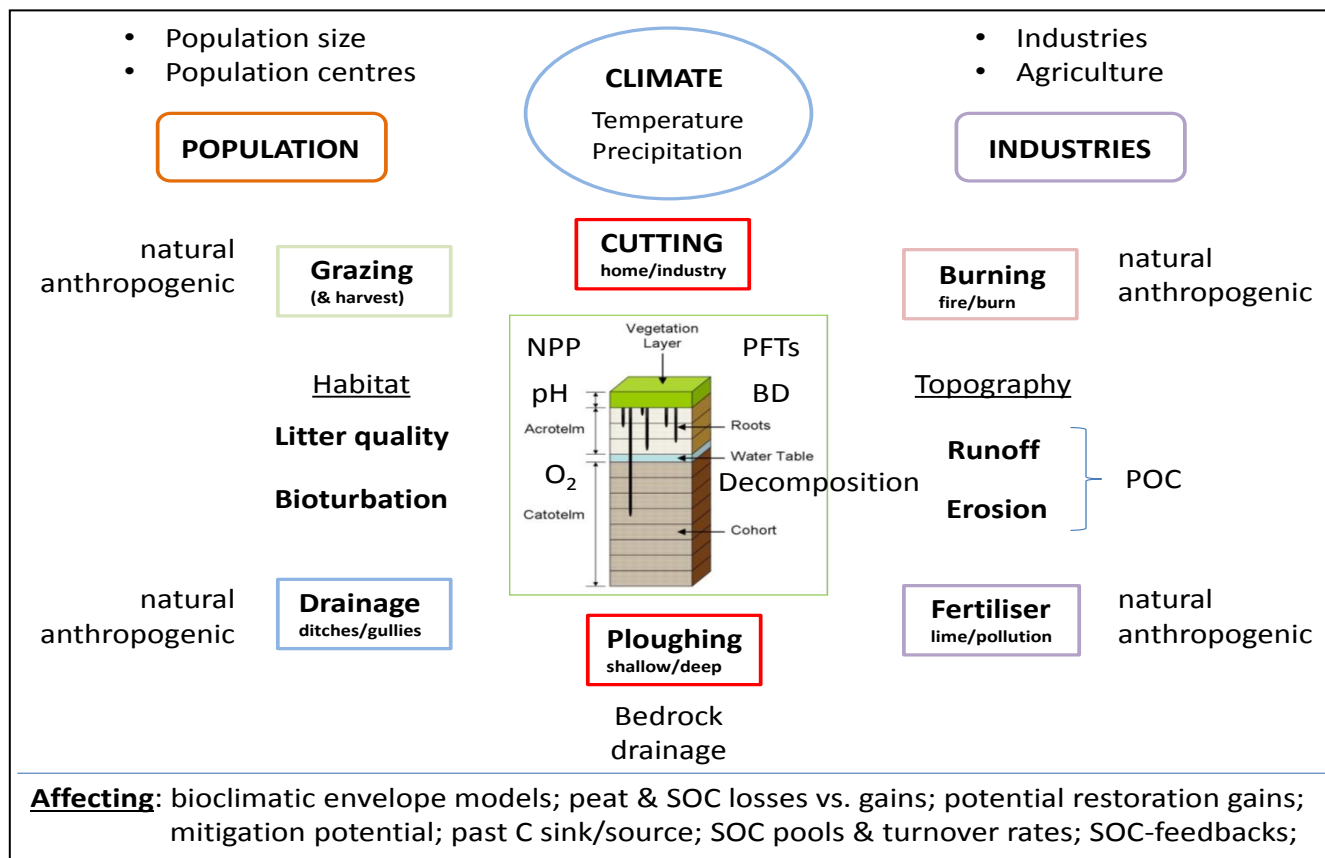 • Population size
• Population centres
POPULATION
CLIMATE
Temperature
Precipitation
• Industries
• Agriculture
INDUSTRIES
natural
anthropogenic
Grazing
(& harvest)
CUTTING
home/industry
Burning
fire/burn
natural
anthropogenic
Habitat
Litter quality
Bioturbation
NPP
Vegetation
Layer
PFTs
pH
BD
Acrotelm
Roots
Water Table
O₂
Decomposition
Catotelm
Cohort
Topography
Runoff
Erosion
POC
natural
anthropogenic
Drainage
ditches/gullies
Ploughing
shallow/deep
Bedrock
drainage
Fertiliser
lime/pollution
natural
anthropogenic
Affecting: bioclimatic envelope models; peat & SOC losses vs. gains; potential restoration gains;
mitigation potential; past C sink/source; SOC pools & turnover rates; SOC-feedbacks;